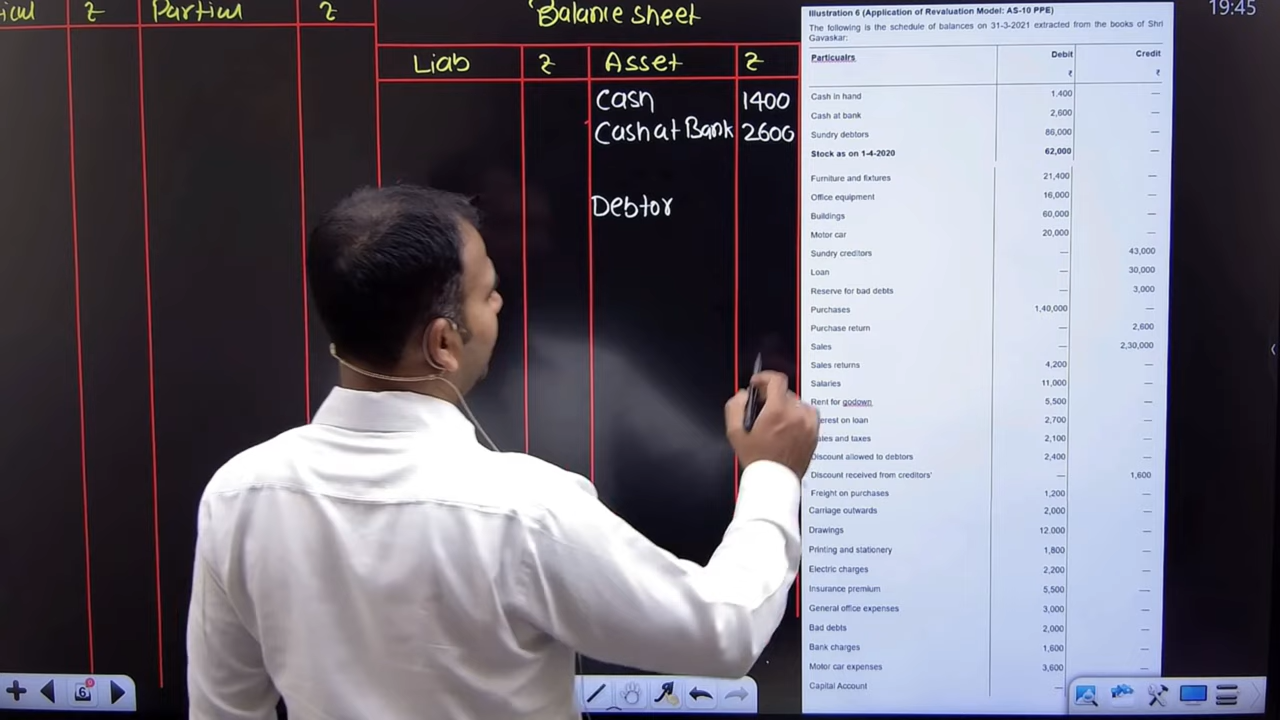 Partiul
₹
Balance sheet
Liab
₹
Asset
₹
Cash
1400
Cash at Bank
2600
Debtor
Illustration 6 (Application of Revaluation Model: AS-10 PPE)
19:45
The following is the schedule of balances on 31-3-2021 extracted from the books of Shri
Gavaskar:
Particualrs Debit Credit
₹ ₹
Cash in hand 1,400 —
Cash at bank 2,600 —
Sundry debtors 86,000 —
Stock as on 1-4-2020 62,000 —
Furniture and fixtures 21,400 —
Office equipment 16,000 —
Buildings 60,000 —
Motor car 20,000 —
Sundry creditors — 43,000
Loan — 30,000
Reserve for bad debts — 3,000
Purchases 1,40,000 —
Purchase return — 2,600
Sales — 2,30,000
Sales returns 4,200 —
Salaries 11,000 —
Rent for godown 5,500 —
erest on loan 2,700 —
ates and taxes 2,100 —
Discount allowed to debtors 2,400 —
Discount received from creditors' — 1,600
Freight on purchases 1,200 —
Carriage outwards 2,000 —
Drawings 12,000 —
Printing and stationery 1,800 —
Electric charges 2,200 —
Insurance premium 5,500 —
General office expenses 3,000 —
Bad debts 2,000 —
Bank charges 1,600 —
Motor car expenses 3,600 —
Capital Account —
6